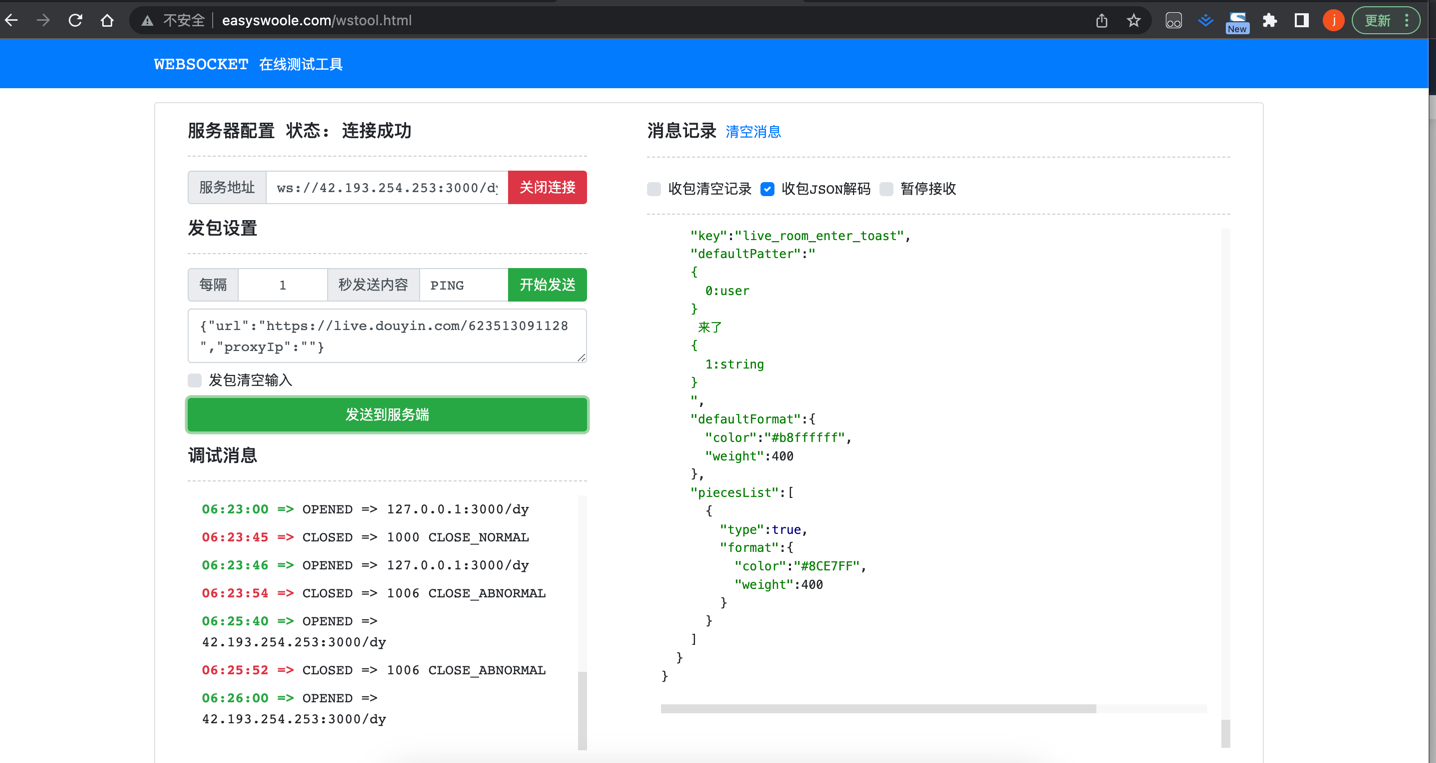 不安全 easyswoole.com/wstool.html
New
j
更新
WEBSOCKET 在线测试工具
服务器配置 状态: 连接成功
服务地址 ws://42.193.254.253:3000/dy 关闭连接
发包设置
每隔 1 秒发送内容 PING 开始发送
{"url":"https://live.douyin.com/623513091128
","proxyIp":""}
发包清空输入
发送到服务端
调试消息
06:23:00 => OPENED => 127.0.0.1:3000/dy
06:23:45 => CLOSED => 1000 CLOSE_NORMAL
06:23:46 => OPENED => 127.0.0.1:3000/dy
06:23:54 => CLOSED => 1006 CLOSE_ABNORMAL
06:25:40 => OPENED =>
42.193.254.253:3000/dy
06:25:52 => CLOSED => 1006 CLOSE_ABNORMAL
06:26:00 => OPENED =>
42.193.254.253:3000/dy
消息记录 清空消息
收包清空记录 收包JSON解码 暂停接收
"key":"live_room_enter_toast",
"defaultPatter":"
{
0:user
}
来了
{
1:string
}
",
"defaultFormat":{
"color":"#b8ffffff",
"weight":400
},
"piecesList":[
{
"type":true,
"format":{
"color":"#8CE7FF",
"weight":400
}
}
]
}
}